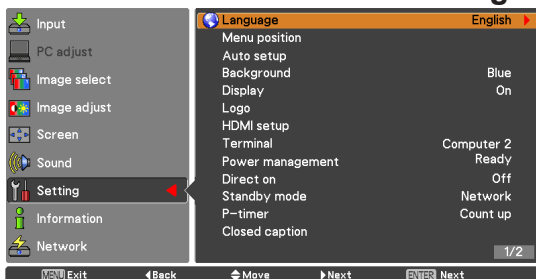 Input
PC adjust
Image select
Image adjust
Screen
Sound
Setting
Information
Network
Language English
Menu position
Auto setup
Background Blue
Display On
Logo
HDMI setup
Terminal Computer 2
Power management Ready
Direct on Off
Standby mode Network
P-timer Count up
Closed caption
1/2
MENU Exit Back Move Next ENTER Next